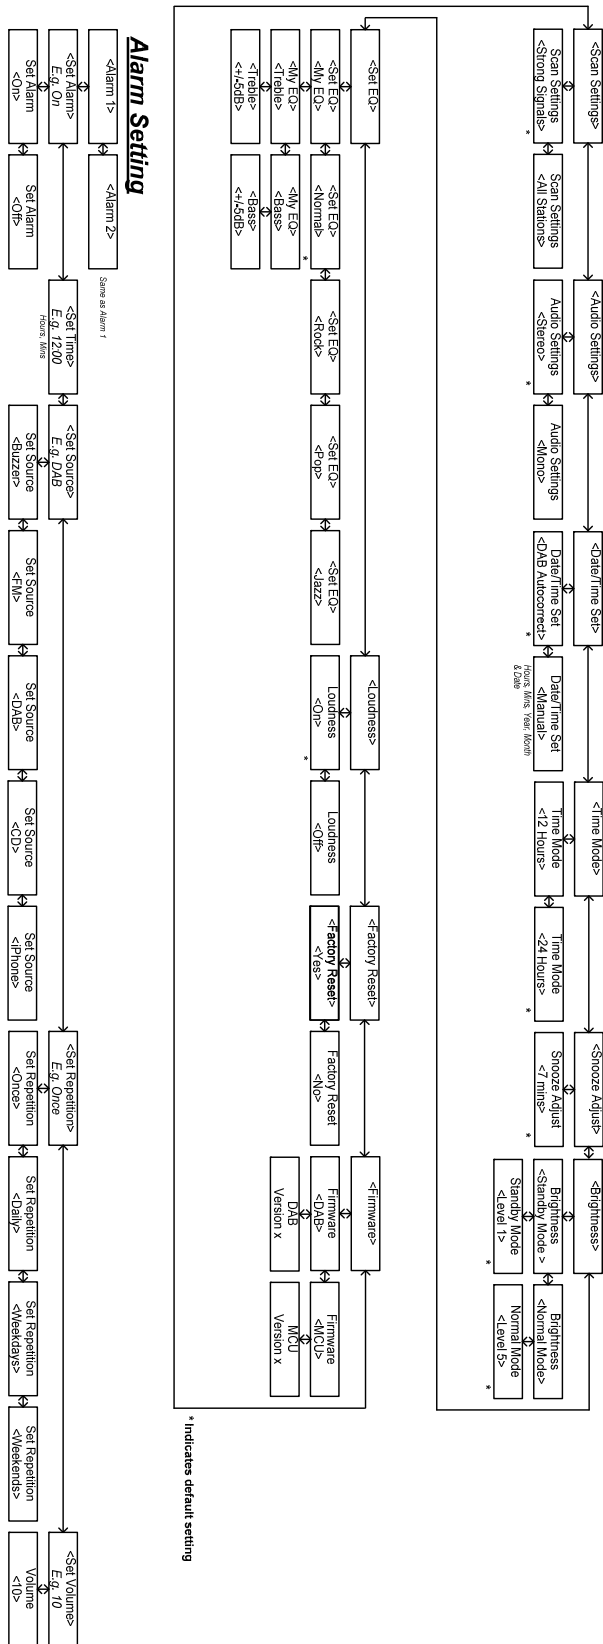 <Scan Settings>
<Audio Settings>
<Date/Time Set>
<Time Mode>
<Snooze Adjust>
<Brightness>
Scan Settings
<Strong Signals>
*
Scan Settings
<All Stations>
Audio Settings
<Stereo>
*
Audio Settings
<Mono>
Date/Time Set
<DAB Autocorrect>
*
Date/Time Set
<Manual>
Hours, Mins, Year, Month
& Date
Time Mode
<12 Hours>
Time Mode
<24 Hours>
*
Snooze Adjust
<7 mins>
*
Brightness
<Standby Mode >
Brightness
<Normal Mode>
Standby Mode
<Level 1>
*
Normal Mode
<Level 5>
*
<Set EQ>
<Loudness>
<Factory Reset>
<Firmware>
<Set EQ>
<My EQ>
<Set EQ>
<Normal>
*
<Set EQ>
<Rock>
<Set EQ>
<Pop>
<Set EQ>
<Jazz>
Loudness
<On>
*
Loudness
<Off>
<Factory Reset>
<Yes>
Factory Reset
<No>
Firmware
<DAB>
Firmware
<MCU>
<My EQ>
<Treble>
<My EQ>
<Bass>
DAB
Version x
MCU
Version x
<Treble>
<+/-5dB>
<Bass>
<+/-5dB>
* Indicates default setting
Alarm Setting
<Alarm 1>
<Alarm 2>
Same as Alarm 1
<Set Alarm>
E.g. On
<Set Time>
E.g. 12:00
Hours, Mins
<Set Source>
E.g. DAB
<Set Repetition>
E.g. Once
<Set Volume>
E.g. 10
Set Alarm
<On>
Set Alarm
<Off>
Set Source
<Buzzer>
Set Source
<FM>
Set Source
<DAB>
Set Source
<CD>
Set Source
<iPhone>
Set Repetition
<Once>
Set Repetition
<Daily>
Set Repetition
<Weekdays>
Set Repetition
<Weekends>
Volume
<10>